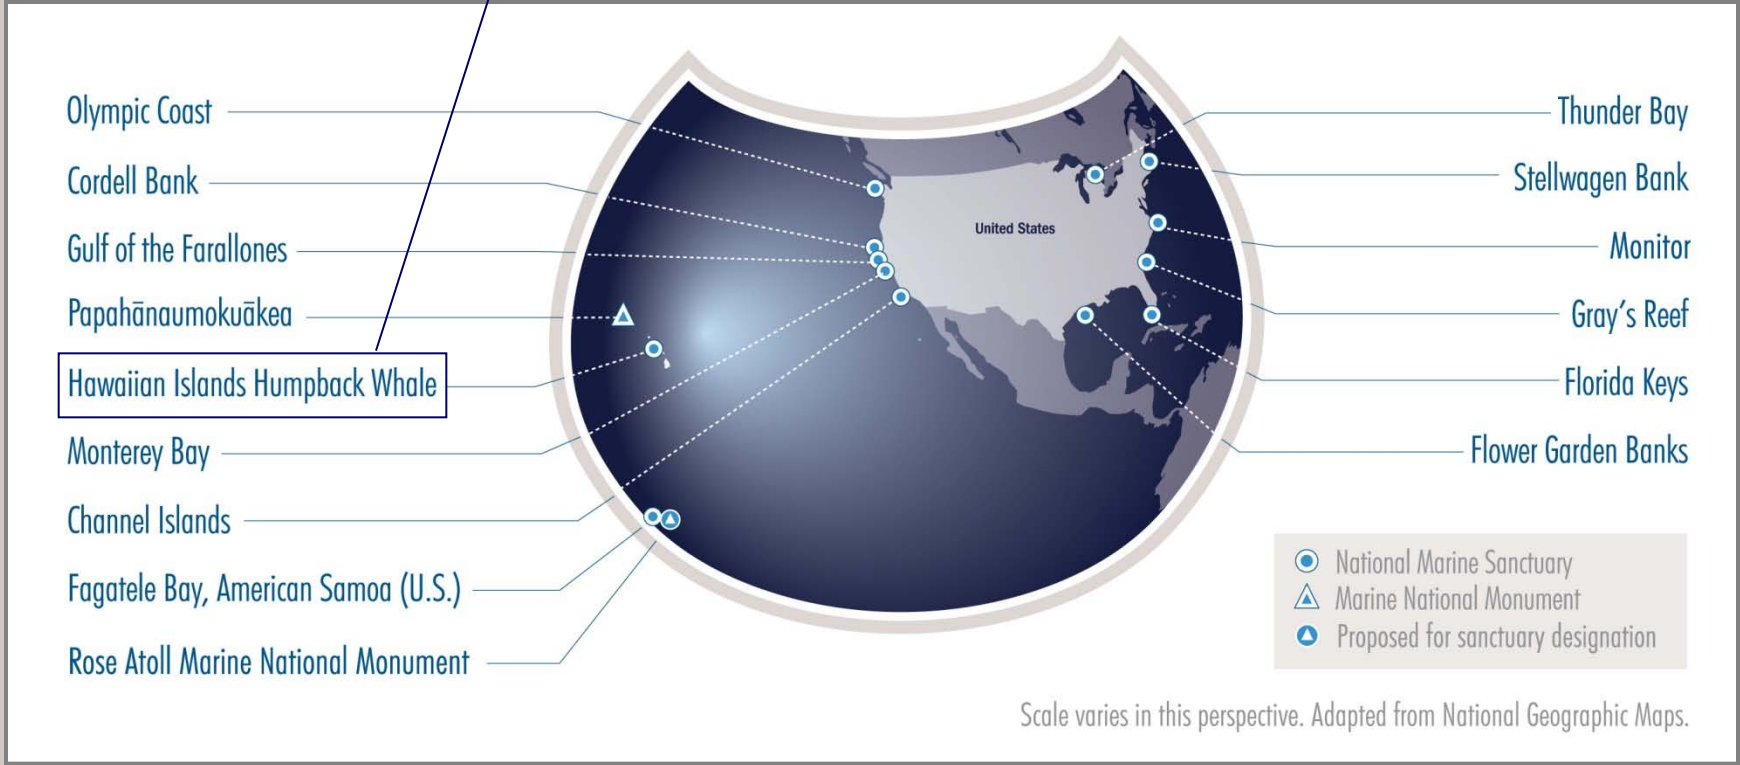 Olympic Coast
Cordell Bank
Gulf of the Farallones
Papahānaumokuākea
Hawaiian Islands Humpback Whale
Monterey Bay
Channel Islands
Fagatele Bay, American Samoa (U.S.)
Rose Atoll Marine National Monument
United States
Thunder Bay
Stellwagen Bank
Monitor
Gray's Reef
Florida Keys
Flower Garden Banks
National Marine Sanctuary
Marine National Monument
Proposed for sanctuary designation
Scale varies in this perspective. Adapted from National Geographic Maps.